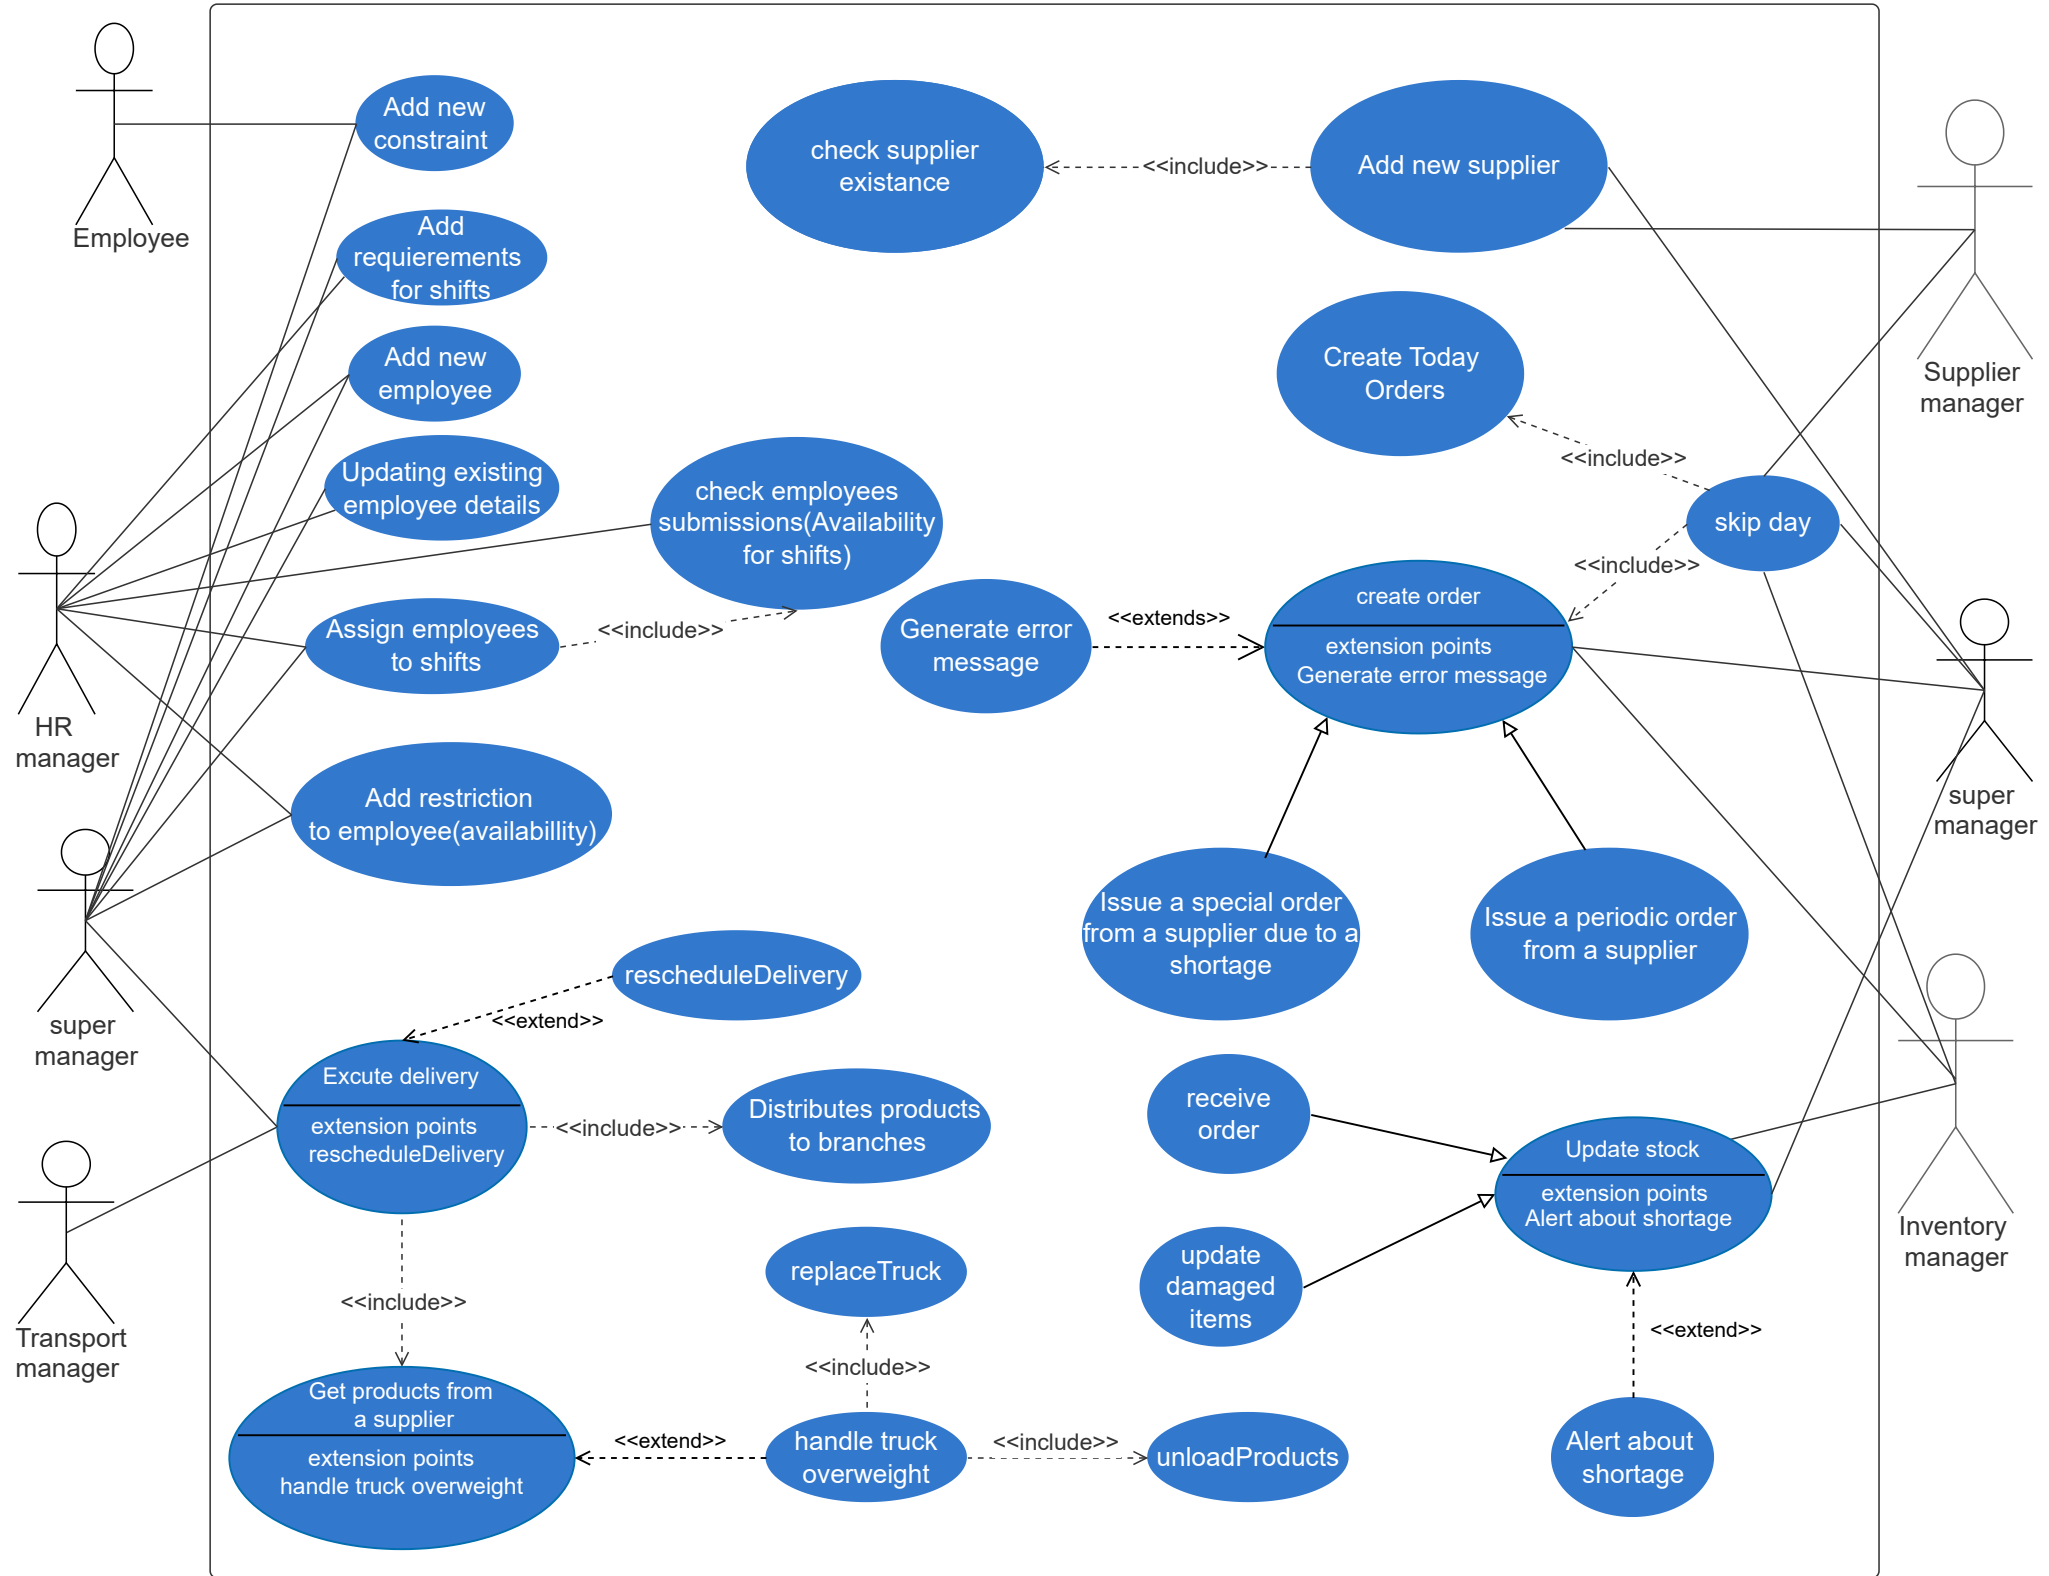 Employee
HR
manager
super
manager
Transport
manager
Add new
constraint
Add
requierements
for shifts
Add new
employee
Updating existing
employee details
Assign employees
to shifts
<<include>>
check employees
submissions(Availability
for shifts)
Add restriction
to employee(availabillity)
rescheduleDelivery
<<extend>>
Excute delivery
extension points
rescheduleDelivery
<<include>>
Distributes products
to branches
<<include>>
Get products from
a supplier
extension points
handle truck overweight
<<extend>>
handle truck
overweight
<<include>>
replaceTruck
<<include>>
unloadProducts
check supplier
existance
<<include>>
Add new supplier
Create Today
Orders
<<include>>
skip day
<<include>>
Generate error
message
<<extends>>
create order
extension points
Generate error message
Issue a special order
from a supplier due to a
shortage
Issue a periodic order
from a supplier
receive
order
update
damaged
items
Update stock
extension points
Alert about shortage
<<extend>>
Alert about
shortage
Supplier
manager
super
manager
Inventory
manager